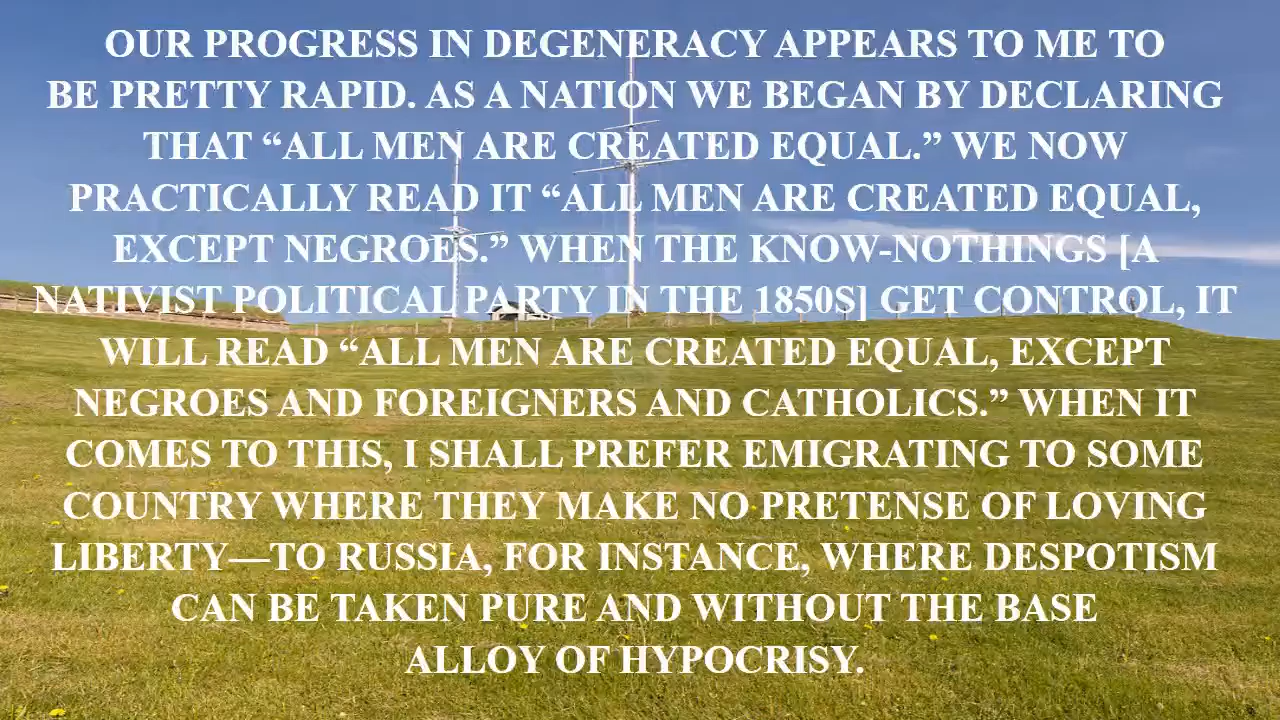 OUR PROGRESS IN DEGENERACY APPEARS TO ME TO
BE PRETTY RAPID. AS A NATION WE BEGAN BY DECLARING
THAT “ALL MEN ARE CREATED EQUAL.” WE NOW
PRACTICALLY READ IT “ALL MEN ARE CREATED EQUAL,
EXCEPT NEGROES.” WHEN THE KNOW-NOTHINGS [A
NATIVIST POLITICAL PARTY IN THE 1850S] GET CONTROL, IT
WILL READ “ALL MEN ARE CREATED EQUAL, EXCEPT
NEGROES AND FOREIGNERS AND CATHOLICS.” WHEN IT
COMES TO THIS, I SHALL PREFER EMIGRATING TO SOME
COUNTRY WHERE THEY MAKE NO PRETENSE OF LOVING
LIBERTY—TO RUSSIA, FOR INSTANCE, WHERE DESPOTISM
CAN BE TAKEN PURE AND WITHOUT THE BASE
ALLOY OF HYPOCRISY.